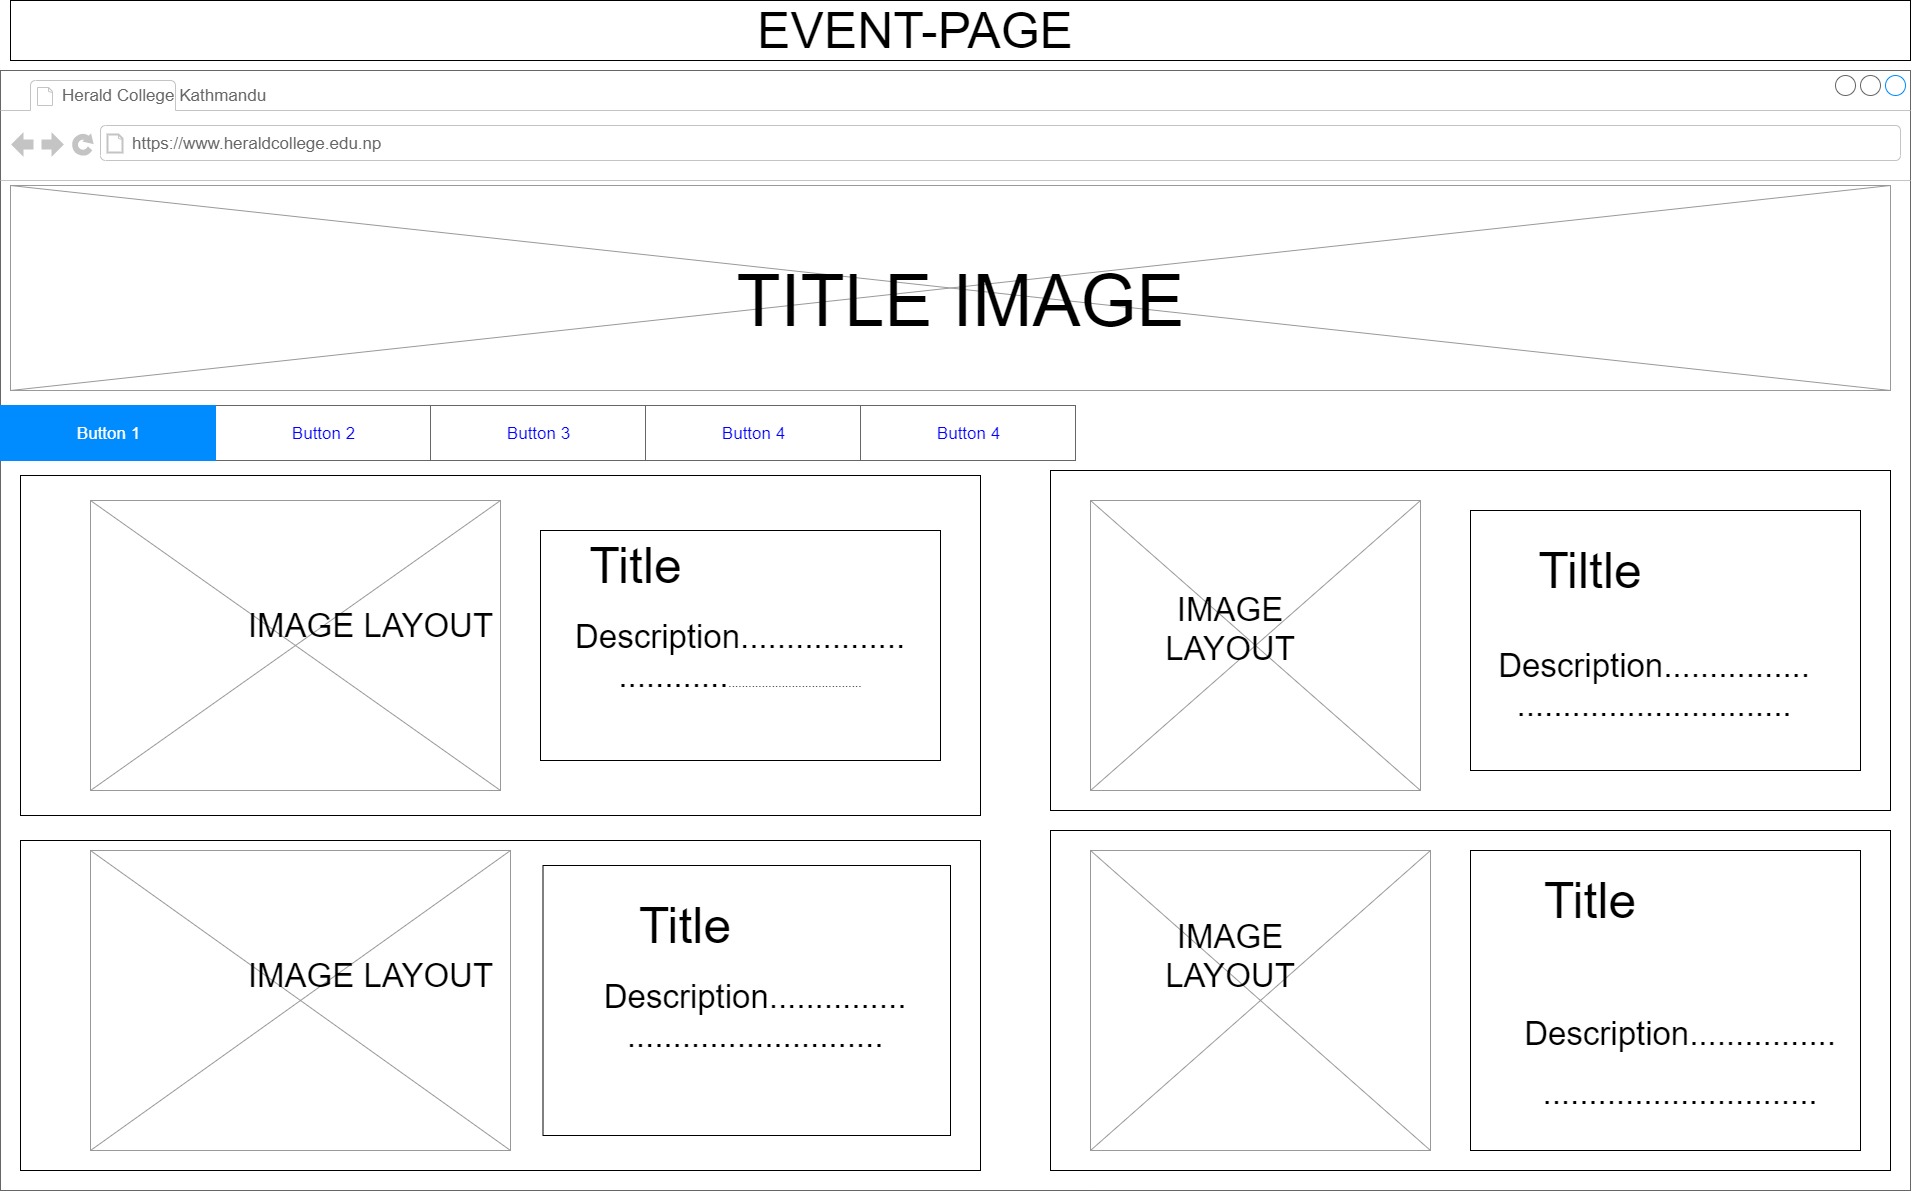 EVENT-PAGE
Herald College Kathmandu
https://www.heraldcollege.edu.np
TITLE IMAGE
Button 1
Button 2
Button 3
Button 4
Button 4
IMAGE LAYOUT
Title
Description..................
........................................................
IMAGE
LAYOUT
Tiltle
Description................
..............................
IMAGE LAYOUT
Title
Description...............
............................
IMAGE
LAYOUT
Title
Description................
..............................